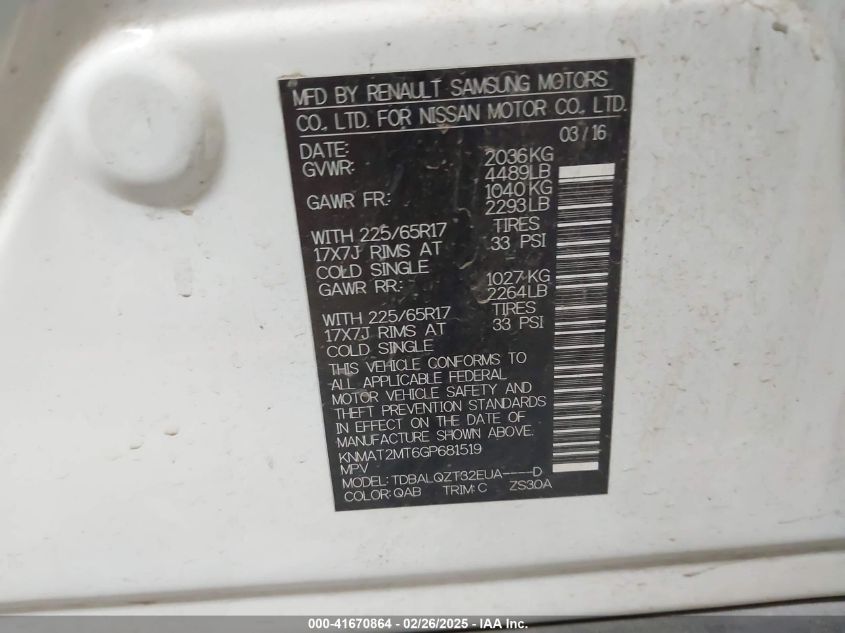 MFD BY RENAULT SAMSUNG MOTORS
CO., LTD. FOR NISSAN MOTOR CO., LTD.
DATE: 03/16
GVWR: 2036KG
4489LB
GAWR FR: 1040KG
2293LB
WITH 225/65R17 TIRES
17X7J RIMS AT 33 PSI
COLD SINGLE
GAWR RR: 1027KG
2264LB
WITH 225/65R17 TIRES
17X7J RIMS AT 33 PSI
COLD SINGLE
THIS VEHICLE CONFORMS TO
ALL APPLICABLE FEDERAL
MOTOR VEHICLE SAFETY AND
THEFT PREVENTION STANDARDS
IN EFFECT ON THE DATE OF
MANUFACTURE SHOWN ABOVE.
KNMAT2MT6GP681519
MPV
MODEL: TDBALQZT32EUA----D
COLOR: QAB TRIM: C ZS30A
000-41670864 - 02/26/2025 - IAA Inc.